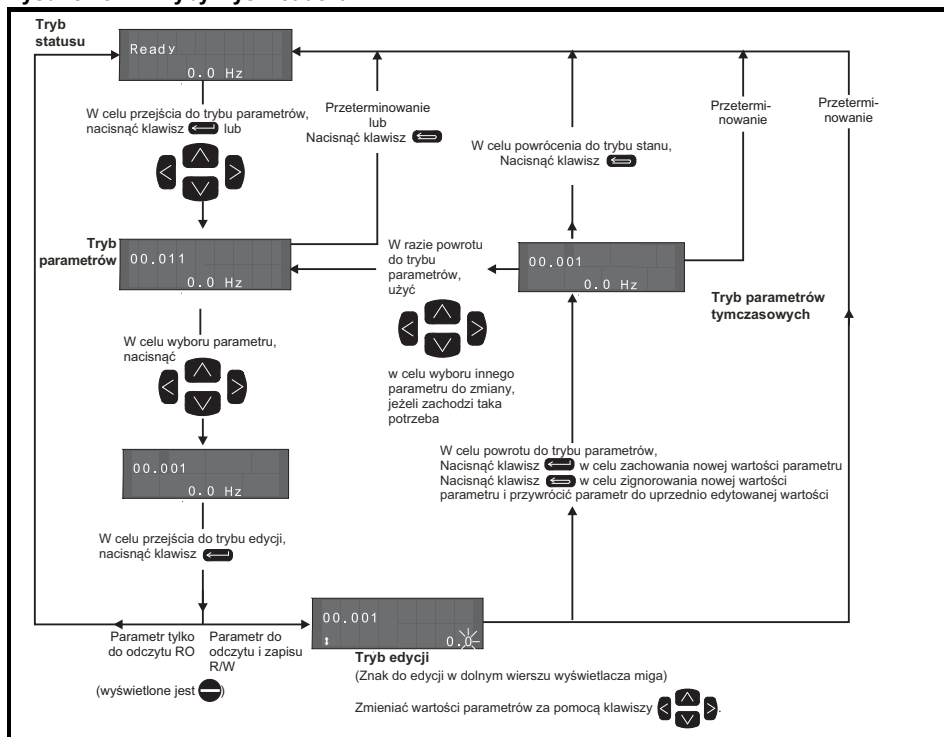 Tryb
statusu
Ready
0.0 Hz
W celu przejścia do trybu parametrów,
nacisnąć klawisz lub
Przeterminowanie
lub
Nacisnąć klawisz
W celu powrócenia do trybu stanu,
Nacisnąć klawisz
Przetermi-
nowanie
Przetermi-
nowanie
Tryb
parametrów
00.011
0.0 Hz
W razie powrotu
do trybu
parametrów,
użyć
w celu wyboru innego
parametru do zmiany,
jeżeli zachodzi taka
potrzeba
00.001
0.0 Hz
Tryb parametrów
tymczasowych
W celu wyboru parametru,
nacisnąć
00.001
0.0 Hz
W celu powrotu do trybu parametrów,
Nacisnąć klawisz w celu zachowania nowej wartości parametru
Nacisnąć klawisz w celu zignorowania nowej wartości
parametru i przywrócić parametr do uprzednio edytowanej wartości
W celu przejścia do trybu edycji,
nacisnąć klawisz
Parametr tylko
do odczytu RO
(wyświetlone jest )
Parametr do
odczytu i zapisu
R/W
00.001
0.0
Tryb edycji
(Znak do edycji w dolnym wierszu wyświetlacza miga)
Zmieniać wartości parametrów za pomocą klawiszy .